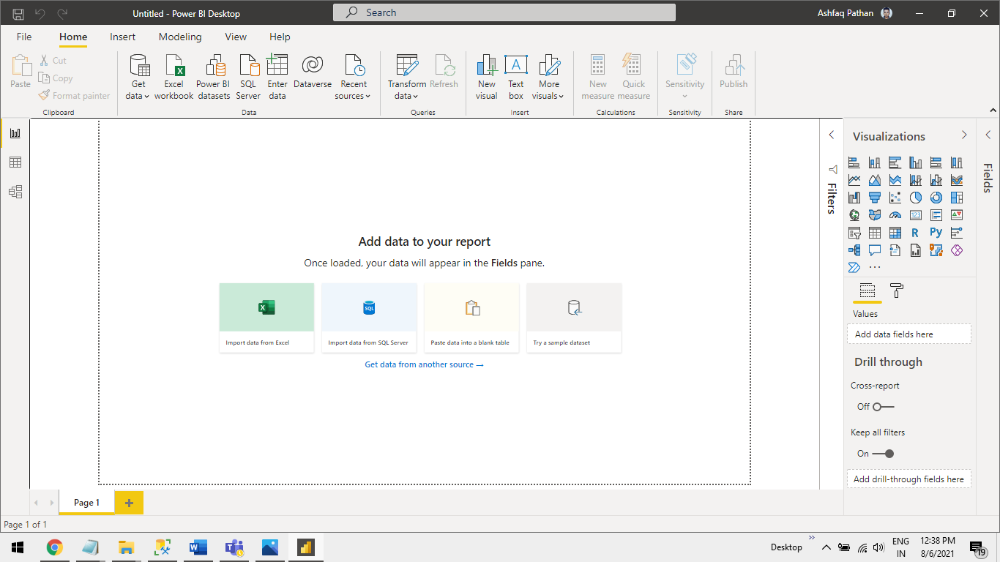 Untitled - Power BI Desktop
Search
Ashfaq Pathan
File Home Insert Modeling View Help
Paste
Cut
Copy
Format painter
Clipboard
Get data
Excel workbook
Power BI datasets
SQL Server
Enter data
Dataverse
Recent sources
Data
Transform data
Refresh
Queries
New visual
A
Text box
More visuals
Insert
New measure
Quick measure
Calculations
Sensitivity
Sensitivity
Publish
Share
Add data to your report
Once loaded, your data will appear in the Fields pane.
SQL
Import data from Excel
Import data from SQL Server
Paste data into a blank table
Try a sample dataset
Get data from another source →
Filters
Visualizations
123
R
Py
Values
Add data fields here
Drill through
Cross-report
Off
Keep all filters
On
Add drill-through fields here
Fields
Page 1
Page 1 of 1
Desktop
ENG
IN
12:38 PM
8/6/2021
19